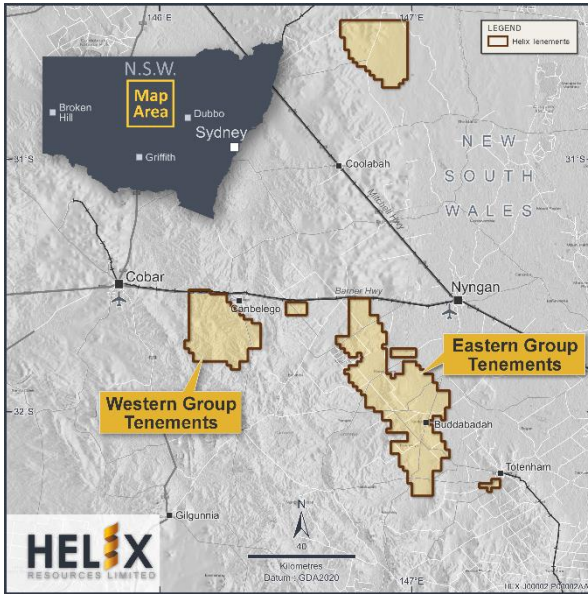 146°E
147°E
LEGEND
Helix Tenements
N.S.W.
Map
Area
Broken
Hill
Dubbo
Sydney
Griffith
31°S
31°S
NEW
SOUTH
WALES
Coolabah
Mitchell Hwy
Cobar
Barrier Hwy
Nyngan
Canbelego
Eastern Group
Tenements
Western Group
Tenements
32°S
32°S
Buddabadah
Tottenham
Gilgunnia
N
40
Kilometres
Datum : GDA2020
147°E
HELIX
RESOURCES LIMITED